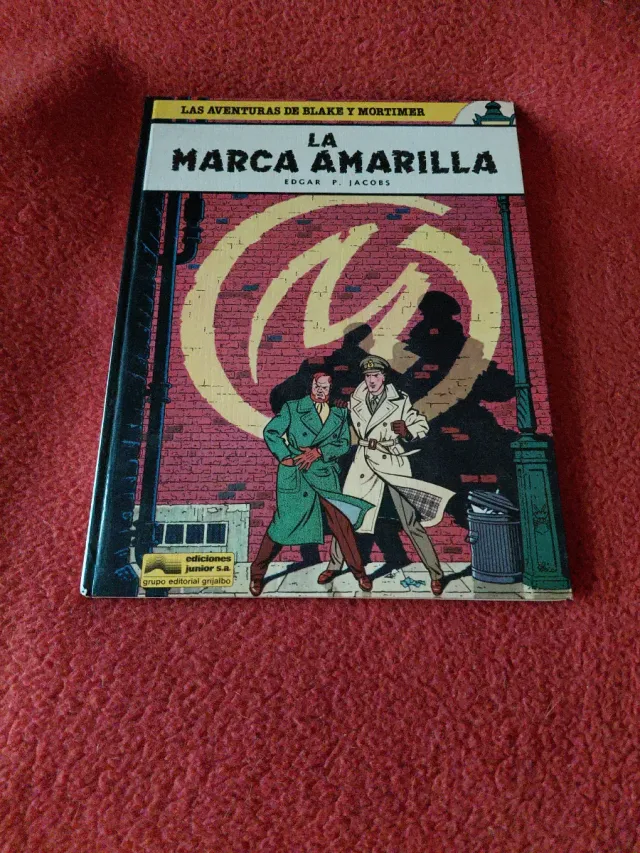 LAS AVENTURAS DE BLAKE Y MORTIMER
LA
MARCA AMARILLA
EDGAR P. JACOBS
ediciones
junior s.a.
grupo editorial grijalbo